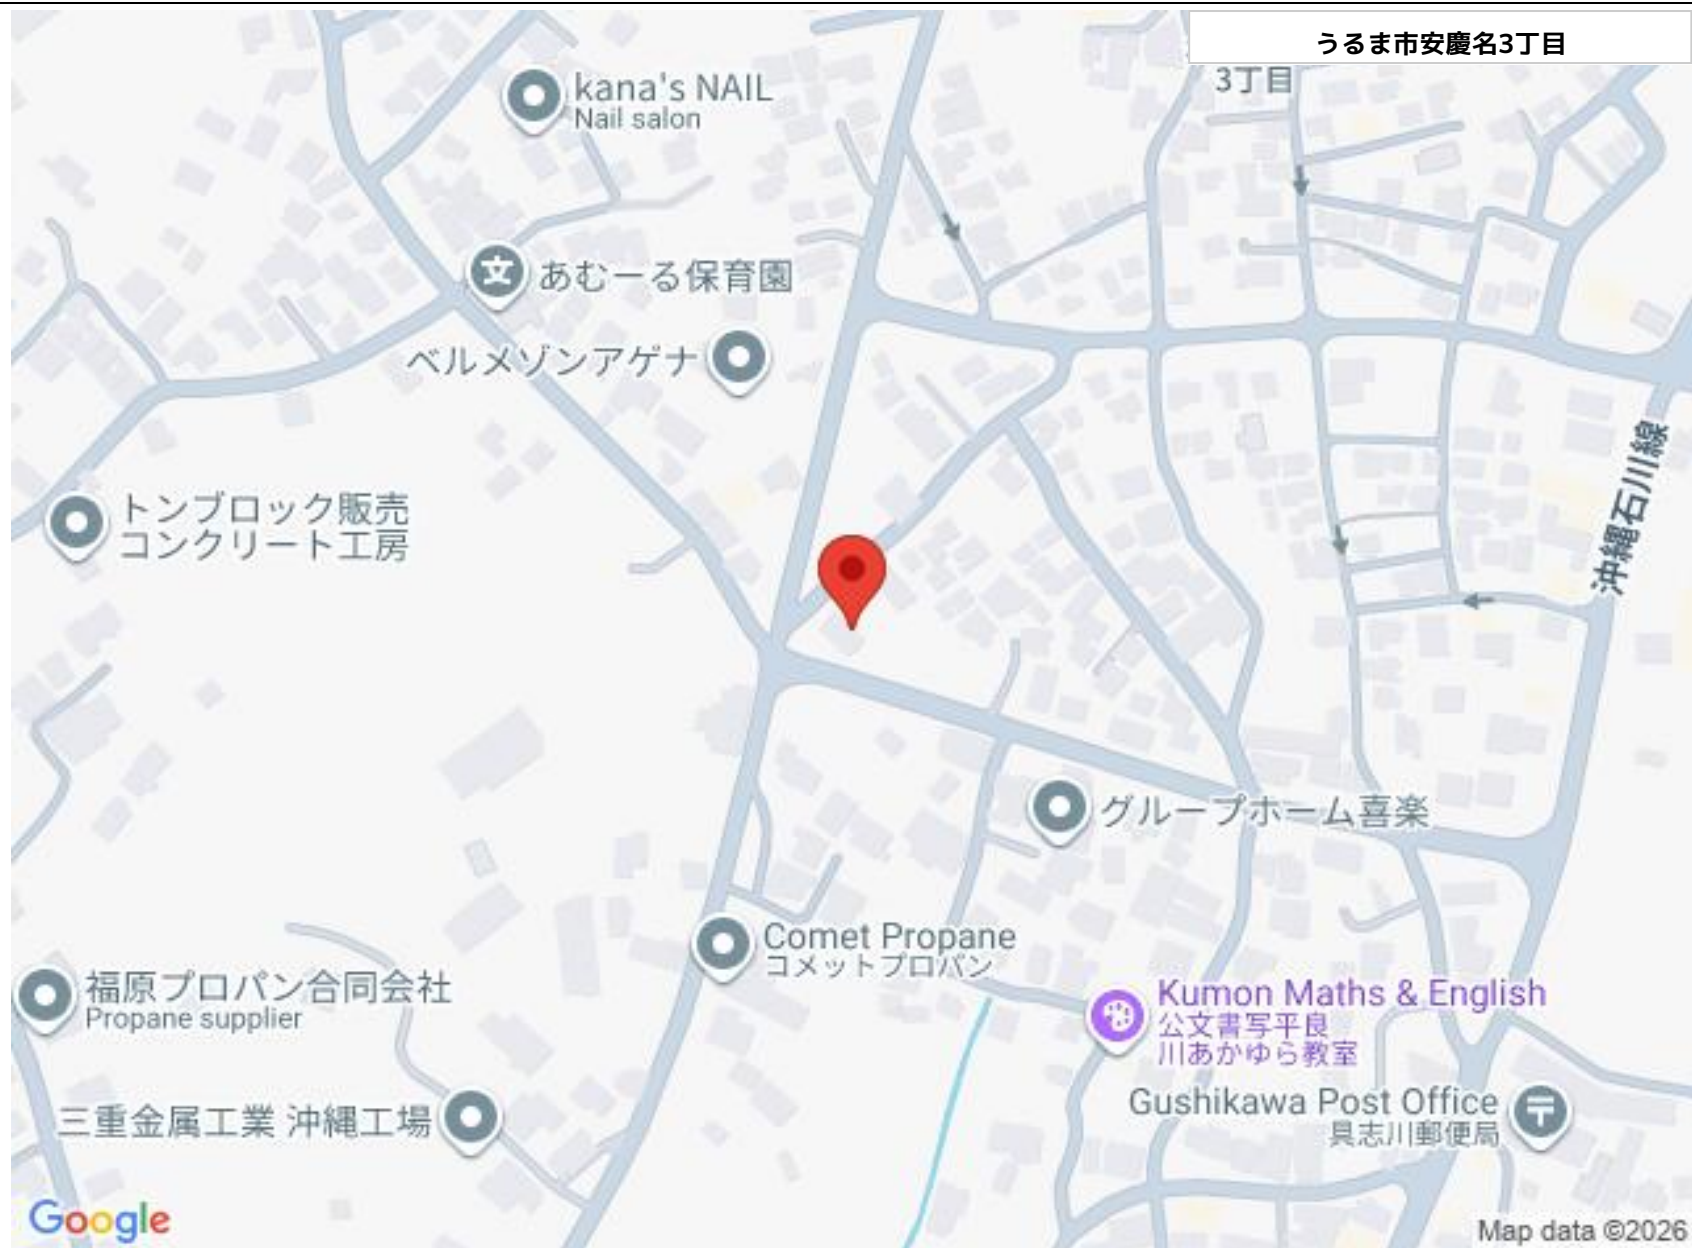 うるま市安慶名3丁目
3丁目
kana's NAIL
Nail salon
あむーる保育園
ベルメゾンアゲナ
トンブロック販売
コンクリート工房
沖縄石川線
グループホーム喜楽
Comet Propane
コメットプロパン
福原プロパン合同会社
Propane supplier
Kumon Maths & English
公文書写平良
川あかゆら教室
三重金属工業 沖縄工場
Gushikawa Post Office
具志川郵便局
Google
Map data ©2026